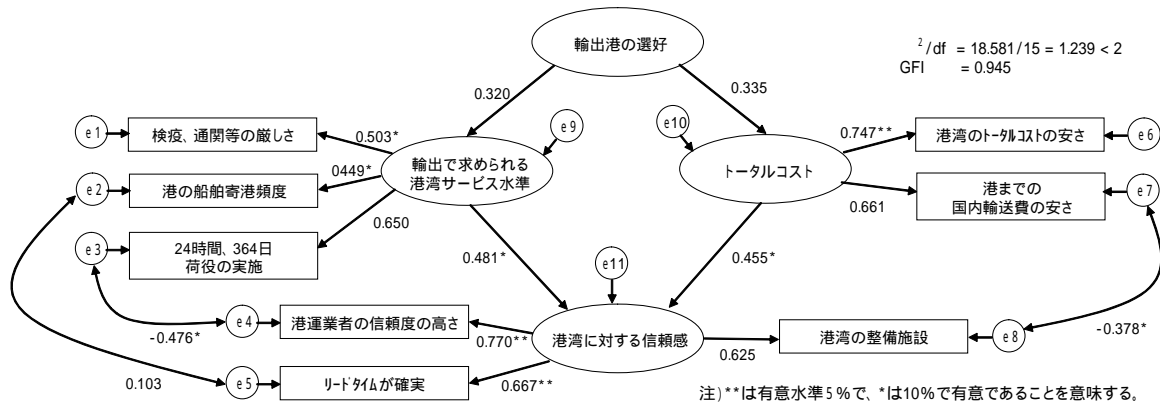 輸出港の選好
2/df = 18.581/15 = 1.239 < 2
GFI = 0.945
0.320
0.335
e1
検疫、通関等の厳しさ
0.503*
e9
e10
0.747**
港湾のトータルコストの安さ
e6
輸出で求められる
港湾サービス水準
トータルコスト
e2
港の船舶寄港頻度
0449*
0.661
港までの
国内輸送費の安さ
e7
0.650
e3
24時間、364日
荷役の実施
0.481*
e11
0.455*
e4
港運業者の信頼度の高さ
-0.476*
0.770**
港湾に対する信頼感
0.625
港湾の整備施設
e8
-0.378*
0.103
e5
リードタイムが確実
0.667**
注)**は有意水準5%で、*は10%で有意であることを意味する。